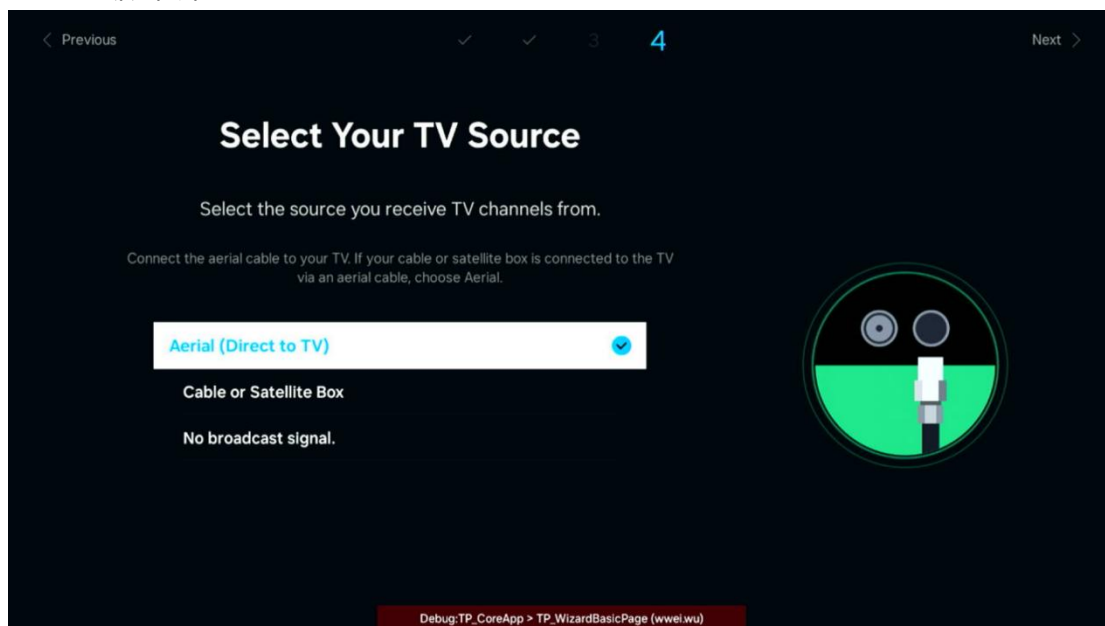 Previous
3
4
Next
Select Your TV Source
Select the source you receive TV channels from.
Connect the aerial cable to your TV. If your cable or satellite box is connected to the TV
via an aerial cable, choose Aerial.
Aerial (Direct to TV)
Cable or Satellite Box
No broadcast signal.
Debug:TP_CoreApp > TP_WizardBasicPage (wwei.wu)